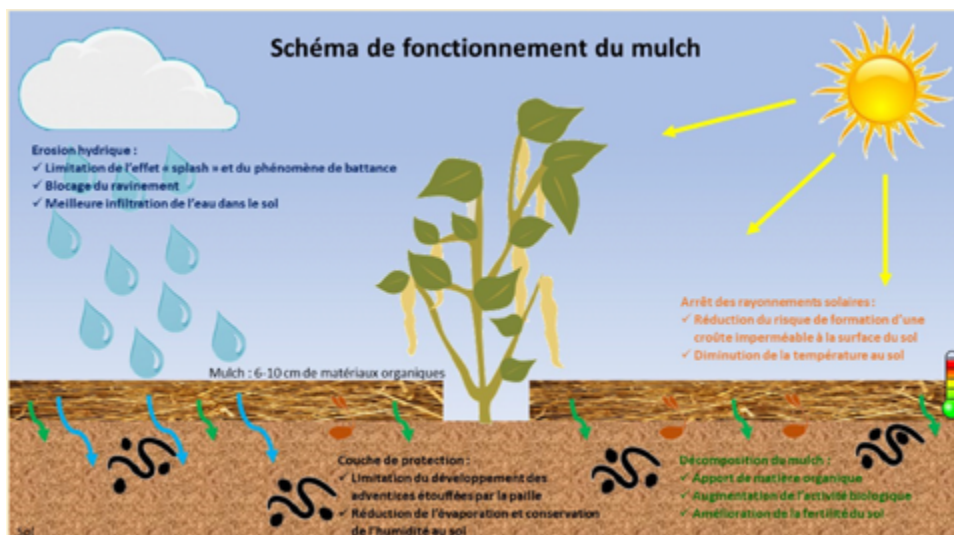 Schéma de fonctionnement du mulch
Erosion hydrique :
✓ Limitation de l'effet « splash » et du phénomène de battance
✓ Blocage du ravinement
✓ Meilleure infiltration de l'eau dans le sol
Arrêt des rayonnements solaires :
✓ Réduction du risque de formation d'une
croûte imperméable à la surface du sol
✓ Diminution de la température au sol
Mulch : 6-10 cm de matériaux organiques
Couche de protection :
✓ Limitation du développement des
adventices étouffées par la paille
✓ Réduction de l'évaporation et conservation
de l'humidité au sol
Décomposition du mulch :
✓ Apport de matière organique
✓ Augmentation de l'activité biologique
✓ Amélioration de la fertilité du sol
Sol